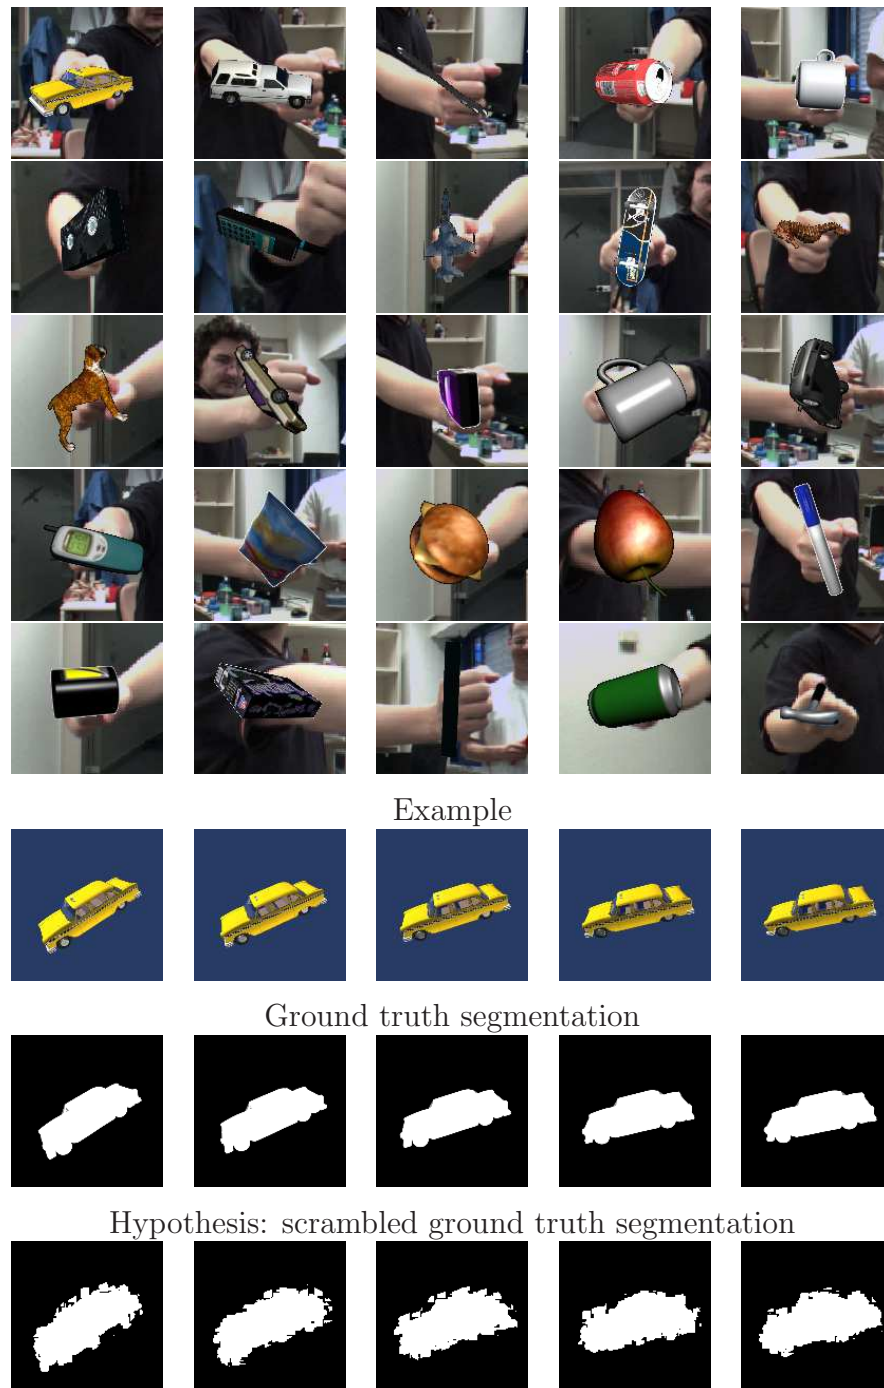 Example
Ground truth segmentation
Hypothesis: scrambled ground truth segmentation